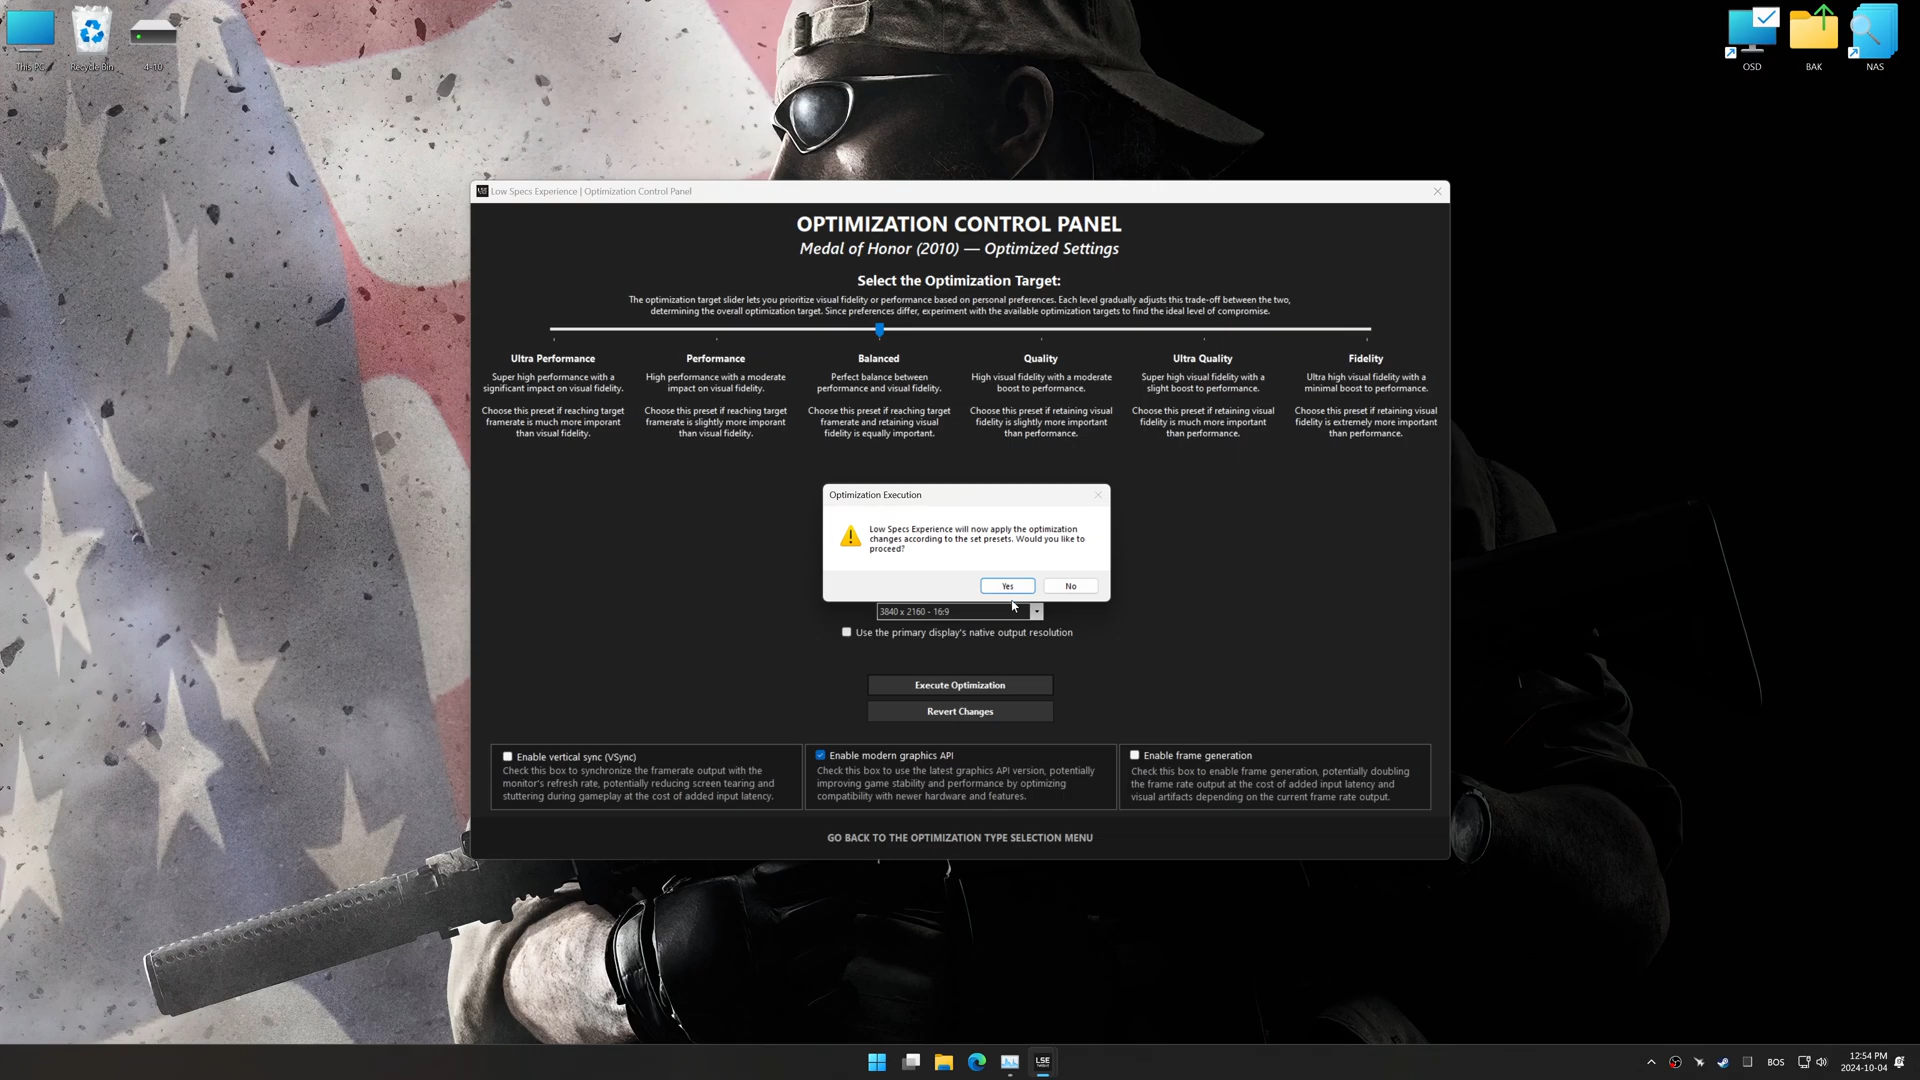 This PC
Recycle Bin
4-10
OSD
BAK
NAS
LSE
Low Specs Experience | Optimization Control Panel
OPTIMIZATION CONTROL PANEL
Medal of Honor (2010) — Optimized Settings
Select the Optimization Target:
The optimization target slider lets you prioritize visual fidelity or performance based on personal preferences. Each level gradually adjusts this trade-off between the two,
determining the overall optimization target. Since preferences differ, experiment with the available optimization targets to find the ideal level of compromise.
Ultra Performance
Super high performance with a
significant impact on visual fidelity.
Choose this preset if reaching target
framerate is much more imporant
than visual fidelity.
Performance
High performance with a moderate
impact on visual fidelity.
Choose this preset if reaching target
framerate is slightly more imporant
than visual fidelity.
Balanced
Perfect balance between
performance and visual fidelity.
Choose this preset if reaching target
framerate and retaining visual
fidelity is equally important.
Quality
High visual fidelity with a moderate
boost to performance.
Choose this preset if retaining visual
fidelity is slightly more important
than performance.
Ultra Quality
Super high visual fidelity with a
slight boost to performance.
Choose this preset if retaining visual
fidelity is much more important
than performance.
Fidelity
Ultra high visual fidelity with a
minimal boost to performance.
Choose this preset if retaining visual
fidelity is extremely more important
than performance.
Optimization Execution
Low Specs Experience will now apply the optimization
changes according to the set presets. Would you like to
proceed?
Yes
No
3840 x 2160 - 16:9
Use the primary display's native output resolution
Execute Optimization
Revert Changes
Enable vertical sync (VSync)
Check this box to synchronize the framerate output with the
monitor's refresh rate, potentially reducing screen tearing and
stuttering during gameplay at the cost of added input latency.
Enable modern graphics API
Check this box to use the latest graphics API version, potentially
improving game stability and performance by optimizing
compatibility with newer hardware and features.
Enable frame generation
Check this box to enable frame generation, potentially doubling
the frame rate output at the cost of added input latency and
visual artifacts depending on the current frame rate output.
GO BACK TO THE OPTIMIZATION TYPE SELECTION MENU
LSE
BOS
12:54 PM
2024-10-04